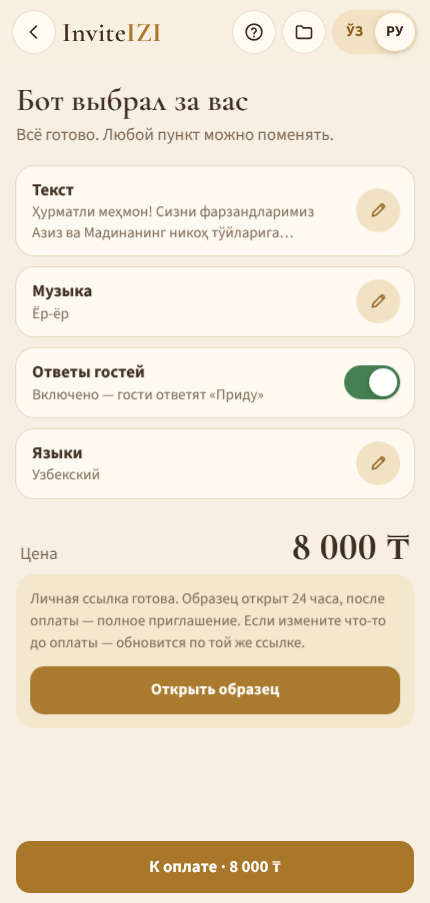 InviteIZI
ЎЗ
РУ
Бот выбрал за вас
Всё готово. Любой пункт можно поменять.
Текст
Ҳурматли меҳмон! Сизни фарзандларимиз
Азиз ва Мадинанинг никоҳ тўйларига…
Музыка
Ёр-ёр
Ответы гостей
Включено — гости ответят «Приду»
Языки
Узбекский
Цена
8 000 ₸
Личная ссылка готова. Образец открыт 24 часа, после
оплаты — полное приглашение. Если измените что-то
до оплаты — обновится по той же ссылке.
Открыть образец
К оплате · 8 000 ₸